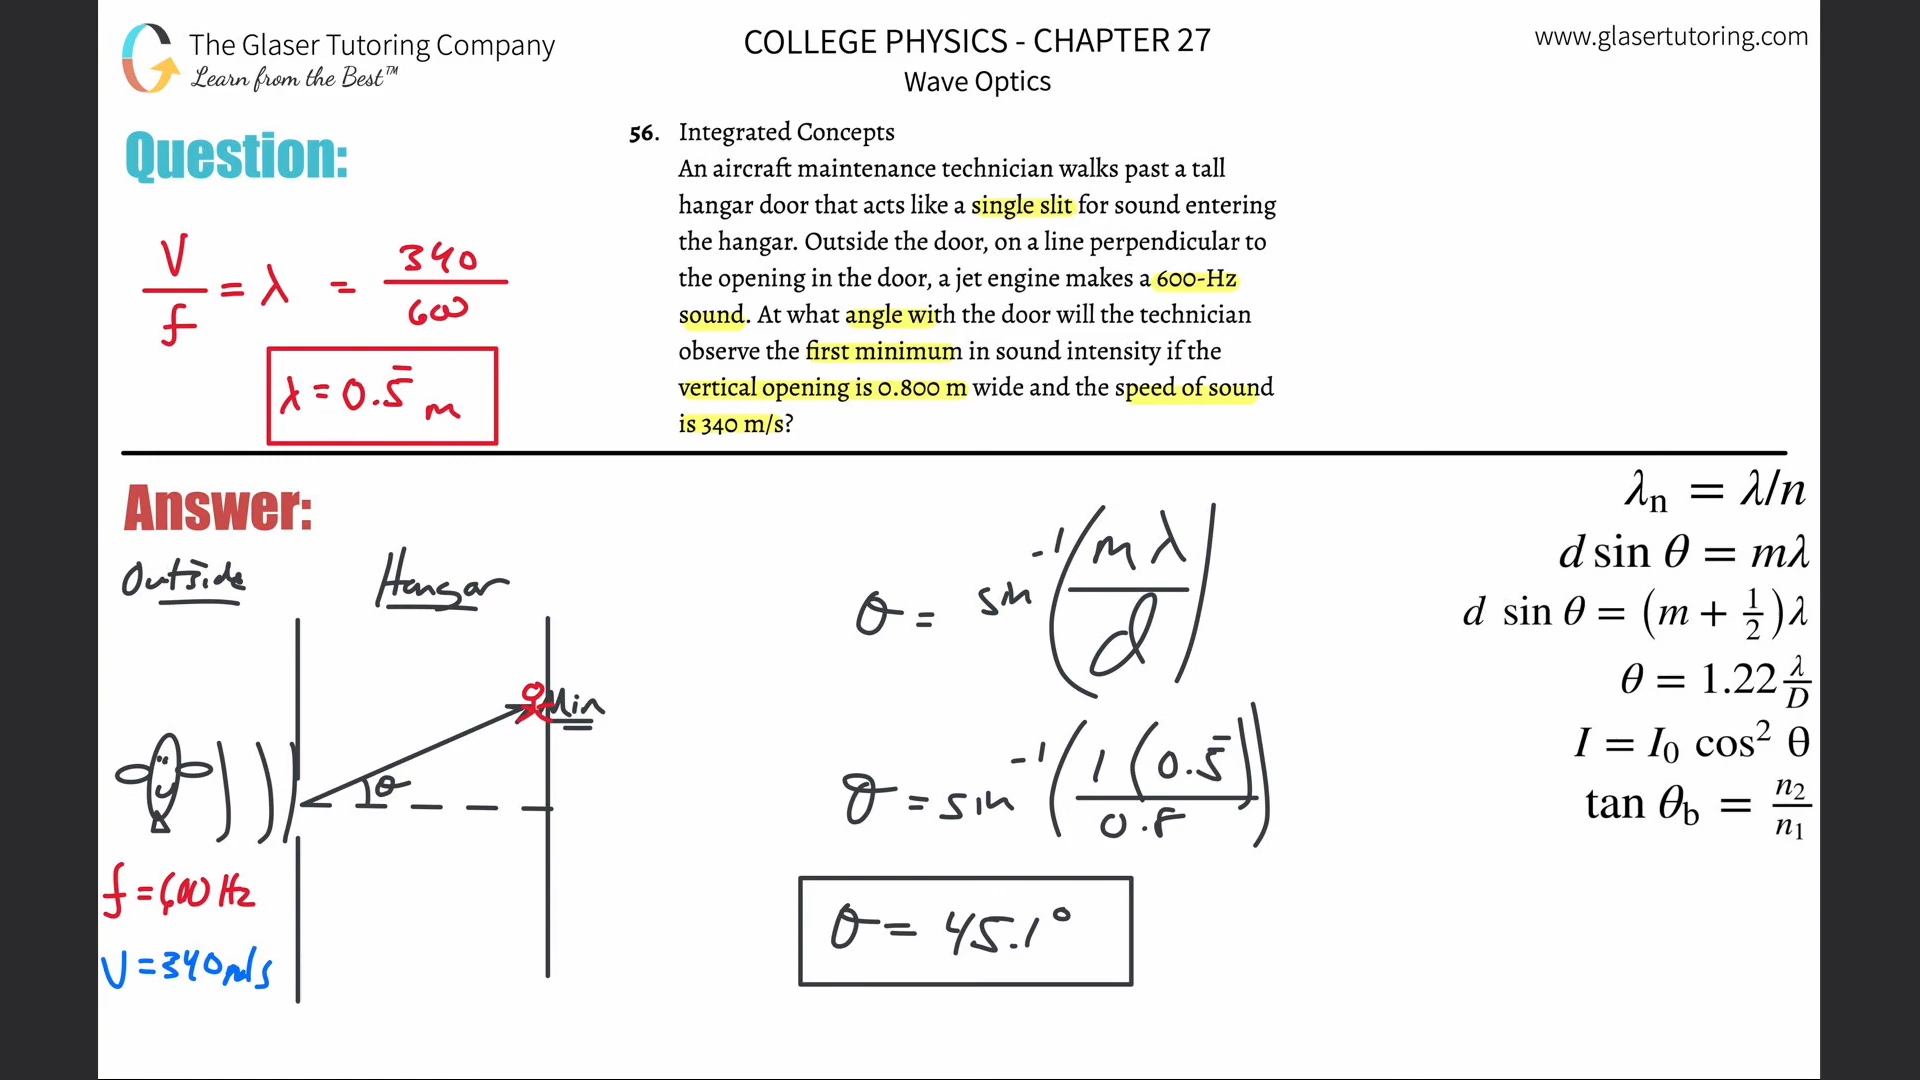 The Glaser Tutoring Company
Learn from the Best™
COLLEGE PHYSICS - CHAPTER 27
Wave Optics
www.glasertutoring.com
Question:
56. Integrated Concepts
An aircraft maintenance technician walks past a tall
hangar door that acts like a single slit for sound entering
the hangar. Outside the door, on a line perpendicular to
the opening in the door, a jet engine makes a 600-Hz
sound. At what angle with the door will the technician
observe the first minimum in sound intensity if the
vertical opening is 0.800 m wide and the speed of sound
is 340 m/s?
V/f = λ = 340/600
λ = 0.5̅ m
Answer:
Outside
Hangar
Min
θ
f = 600 Hz
V = 340 m/s
θ = sin⁻¹(mλ/d)
θ = sin⁻¹(1(0.5̅)/0.8)
θ = 45.1°
λₙ = λ/n
d sin θ = mλ
d sin θ = (m + 1/2)λ
θ = 1.22 λ/D
I = I₀ cos² θ
tan θb = n₂/n₁